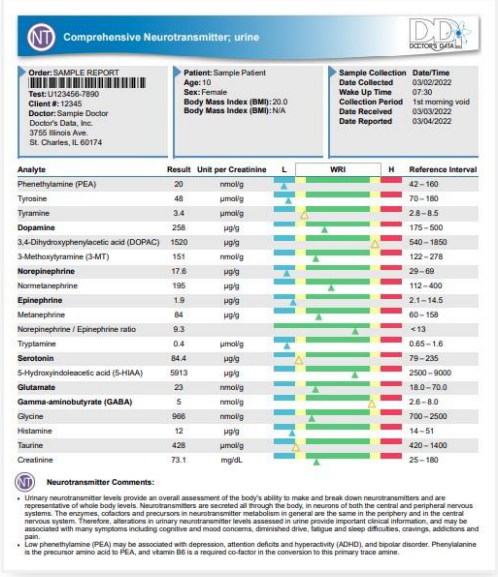 NT
Comprehensive Neurotransmitter; urine
DOCTOR'S DATA INC.
Order: SAMPLE REPORT
Test: U123456-7890
Client #: 12345
Doctor: Sample Doctor
Doctor's Data, Inc.
3755 Illinois Ave.
St. Charles, IL 60174
Patient: Sample Patient
Age: 10
Sex: Female
Body Mass Index (BMI): 20.0
Body Mass Index (BMI): N/A
Sample Collection Date/Time
Date Collected 03/02/2022
Wake Up Time 07:30
Collection Period 1st morning void
Date Received 03/03/2022
Date Reported 03/04/2022
Analyte Result Unit per Creatinine L WRI H Reference Interval
Phenethylamine (PEA) 20 nmol/g 42 – 160
Tyrosine 48 µmol/g 70 – 180
Tyramine 3.4 µmol/g 2.8 – 8.5
Dopamine 258 µg/g 175 – 500
3,4-Dihydroxyphenylacetic acid (DOPAC) 1520 µg/g 540 – 1850
3-Methoxytyramine (3-MT) 151 nmol/g 122 – 278
Norepinephrine 17.6 µg/g 29 – 69
Normetanephrine 195 µg/g 112 – 400
Epinephrine 1.9 µg/g 2.1 – 14.5
Metanephrine 84 µg/g 60 – 158
Norepinephrine / Epinephrine ratio 9.3 < 13
Tryptamine 0.4 µmol/g 0.65 – 1.6
Serotonin 84.4 µg/g 79 – 235
5-Hydroxyindoleacetic acid (5-HIAA) 5913 µg/g 2500 – 9000
Glutamate 23 nmol/g 18.0 – 70.0
Gamma-aminobutyrate (GABA) 5 nmol/g 2.6 – 8.0
Glycine 966 nmol/g 700 – 2500
Histamine 12 µg/g 14 – 51
Taurine 428 µmol/g 420 – 1400
Creatinine 73.1 mg/dL 25 – 180
NT
Neurotransmitter Comments:
• Urinary neurotransmitter levels provide an overall assessment of the body's ability to make and break down neurotransmitters and are
representative of whole body levels. Neurotransmitters are secreted all through the body, in neurons of both the central and peripheral nervous
systems. The enzymes, cofactors and precursors in neurotransmitter metabolism in general are the same in the periphery and in the central
nervous system. Therefore, alterations in urinary neurotransmitter levels assessed in urine provide important clinical information, and may be
associated with many symptoms including cognitive and mood concerns, diminished drive, fatigue and sleep difficulties, cravings, addictions and
pain.
• Low phenethylamine (PEA) may be associated with depression, attention deficits and hyperactivity (ADHD), and bipolar disorder. Phenylalanine
is the precursor amino acid to PEA, and vitamin B6 is a required co-factor in the conversion to this primary trace amine.